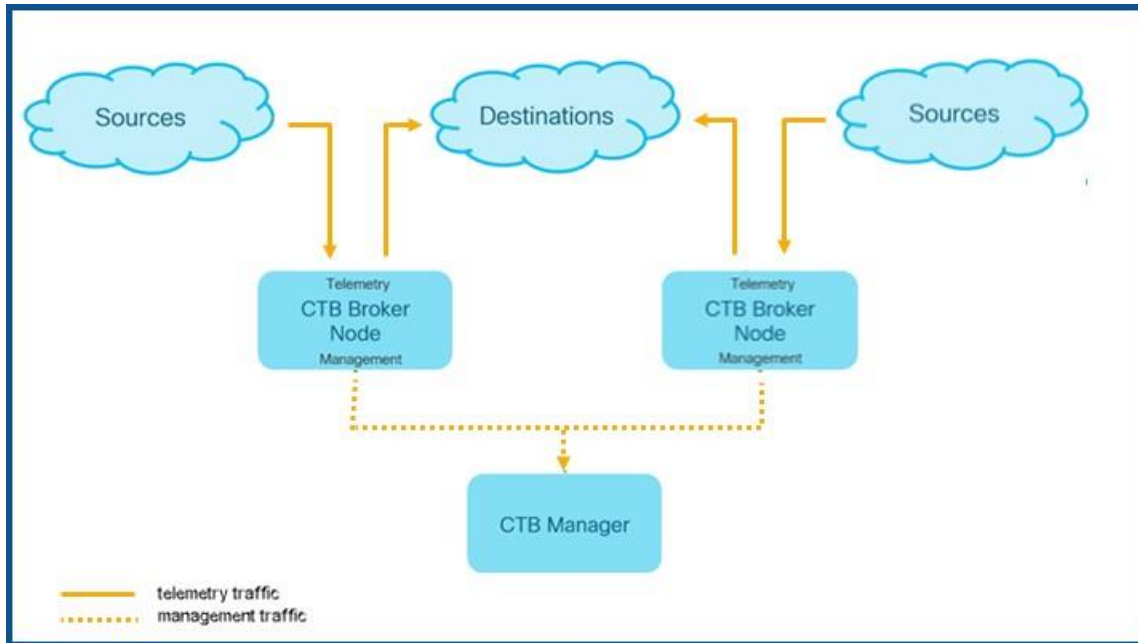 Sources
Destinations
Sources
Telemetry
CTB Broker
Node
Management
Telemetry
CTB Broker
Node
Management
CTB Manager
telemetry traffic
management traffic